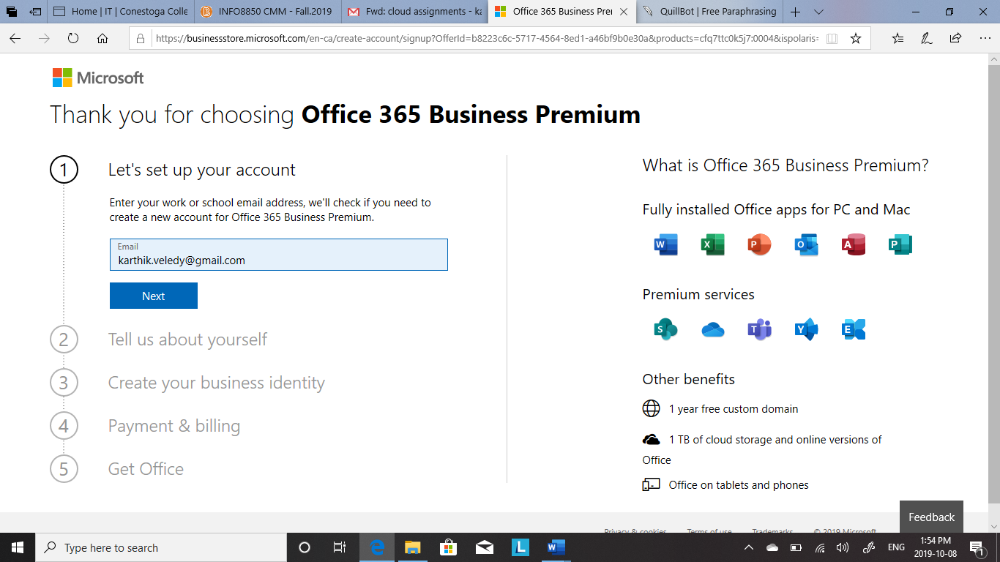 Home | IT | Conestoga Colle
INFO8850 CMM - Fall.2019
Fwd: cloud assignments - ka
Office 365 Business Prer
QuillBot | Free Paraphrasing
https://businessstore.microsoft.com/en-ca/create-account/signup?OfferId=b8223c6c-5717-4564-8ed1-a46bf9b0e30a&products=cfq7ttc0k5j7:0004&ispolaris=
Microsoft
Thank you for choosing Office 365 Business Premium
1
Let's set up your account
Enter your work or school email address, we'll check if you need to
create a new account for Office 365 Business Premium.
Email
karthik.veledy@gmail.com
Next
2
Tell us about yourself
3
Create your business identity
4
Payment & billing
5
Get Office
What is Office 365 Business Premium?
Fully installed Office apps for PC and Mac
W X P O A P
Premium services
S T Y E
Other benefits
1 year free custom domain
1 TB of cloud storage and online versions of
Office
Office on tablets and phones
Feedback
Privacy & cookies Terms of use Trademarks © 2019 Microsoft
Type here to search
L
W
ENG
1:54 PM
2019-10-08
1